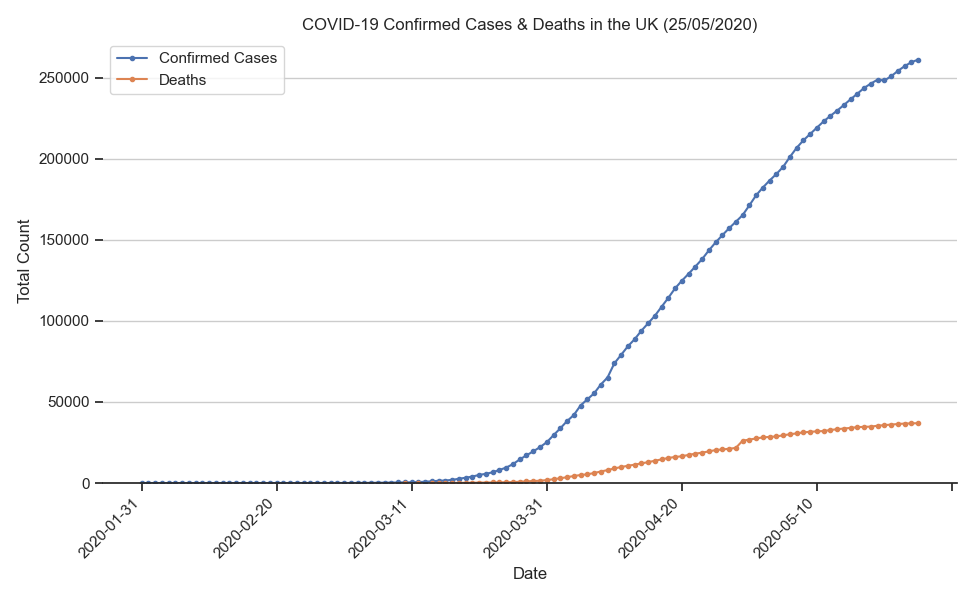 COVID-19 Confirmed Cases & Deaths in the UK (25/05/2020)
Confirmed Cases
Deaths
250000
200000
150000
100000
50000
0
Total Count
2020-01-31
2020-02-20
2020-03-11
2020-03-31
2020-04-20
2020-05-10
Date